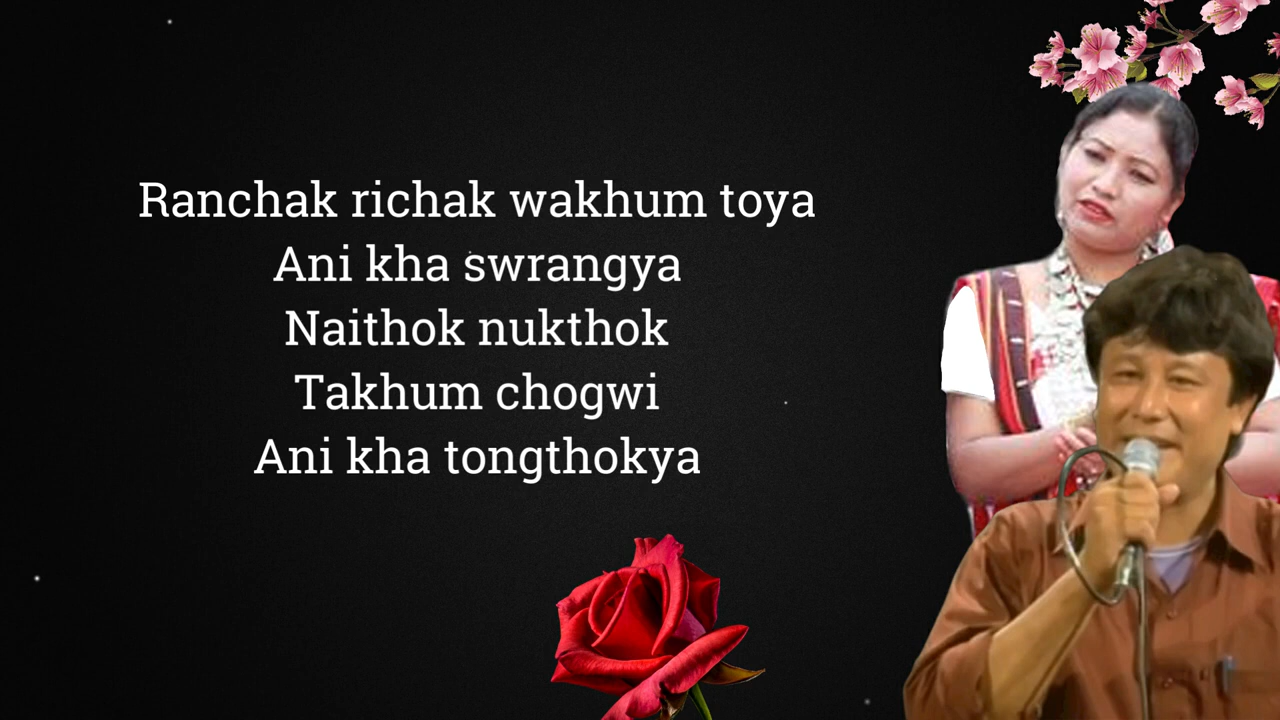 Ranchak richak wakhum toya
Ani kha swrangya
Naithok nukthok
Takhum chogwi
Ani kha tongthokya